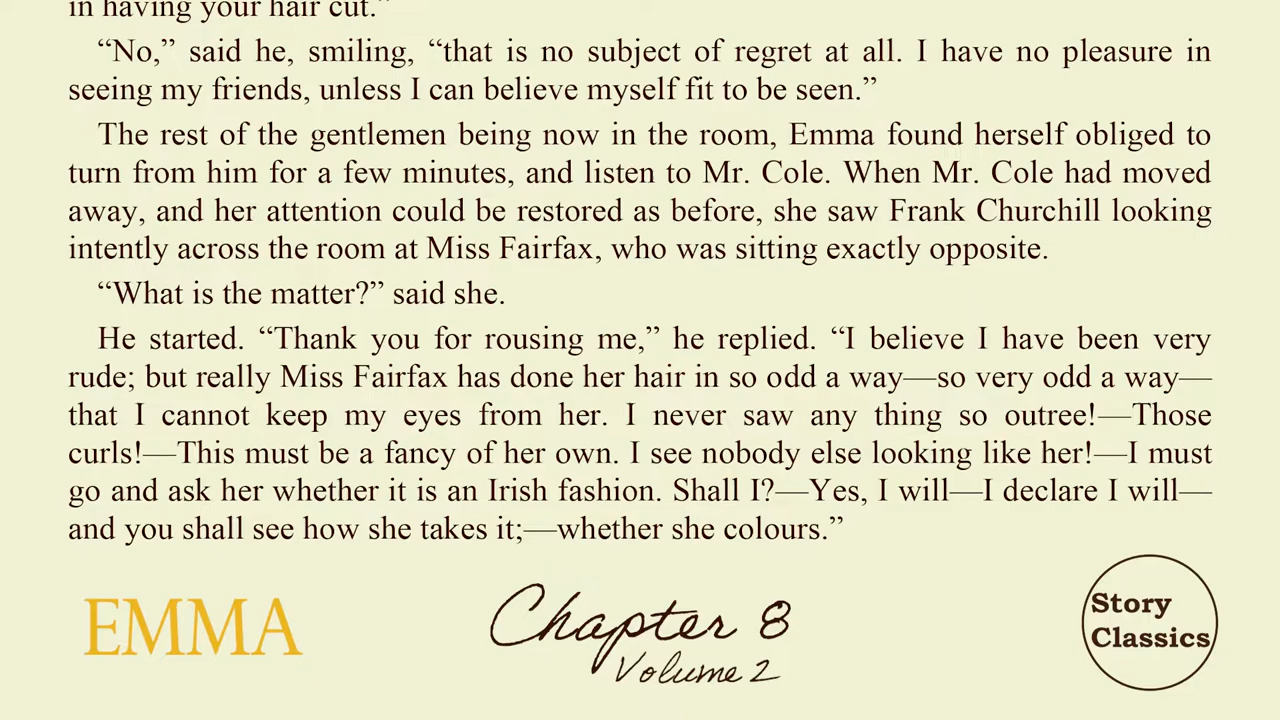 in having your hair cut.”
“No,” said he, smiling, “that is no subject of regret at all. I have no pleasure in
seeing my friends, unless I can believe myself fit to be seen.”
The rest of the gentlemen being now in the room, Emma found herself obliged to
turn from him for a few minutes, and listen to Mr. Cole. When Mr. Cole had moved
away, and her attention could be restored as before, she saw Frank Churchill looking
intently across the room at Miss Fairfax, who was sitting exactly opposite.
“What is the matter?” said she.
He started. “Thank you for rousing me,” he replied. “I believe I have been very
rude; but really Miss Fairfax has done her hair in so odd a way—so very odd a way—
that I cannot keep my eyes from her. I never saw any thing so outree!—Those
curls!—This must be a fancy of her own. I see nobody else looking like her!—I must
go and ask her whether it is an Irish fashion. Shall I?—Yes, I will—I declare I will—
and you shall see how she takes it;—whether she colours.”
EMMA
Chapter 8
Volume 2
Story
Classics